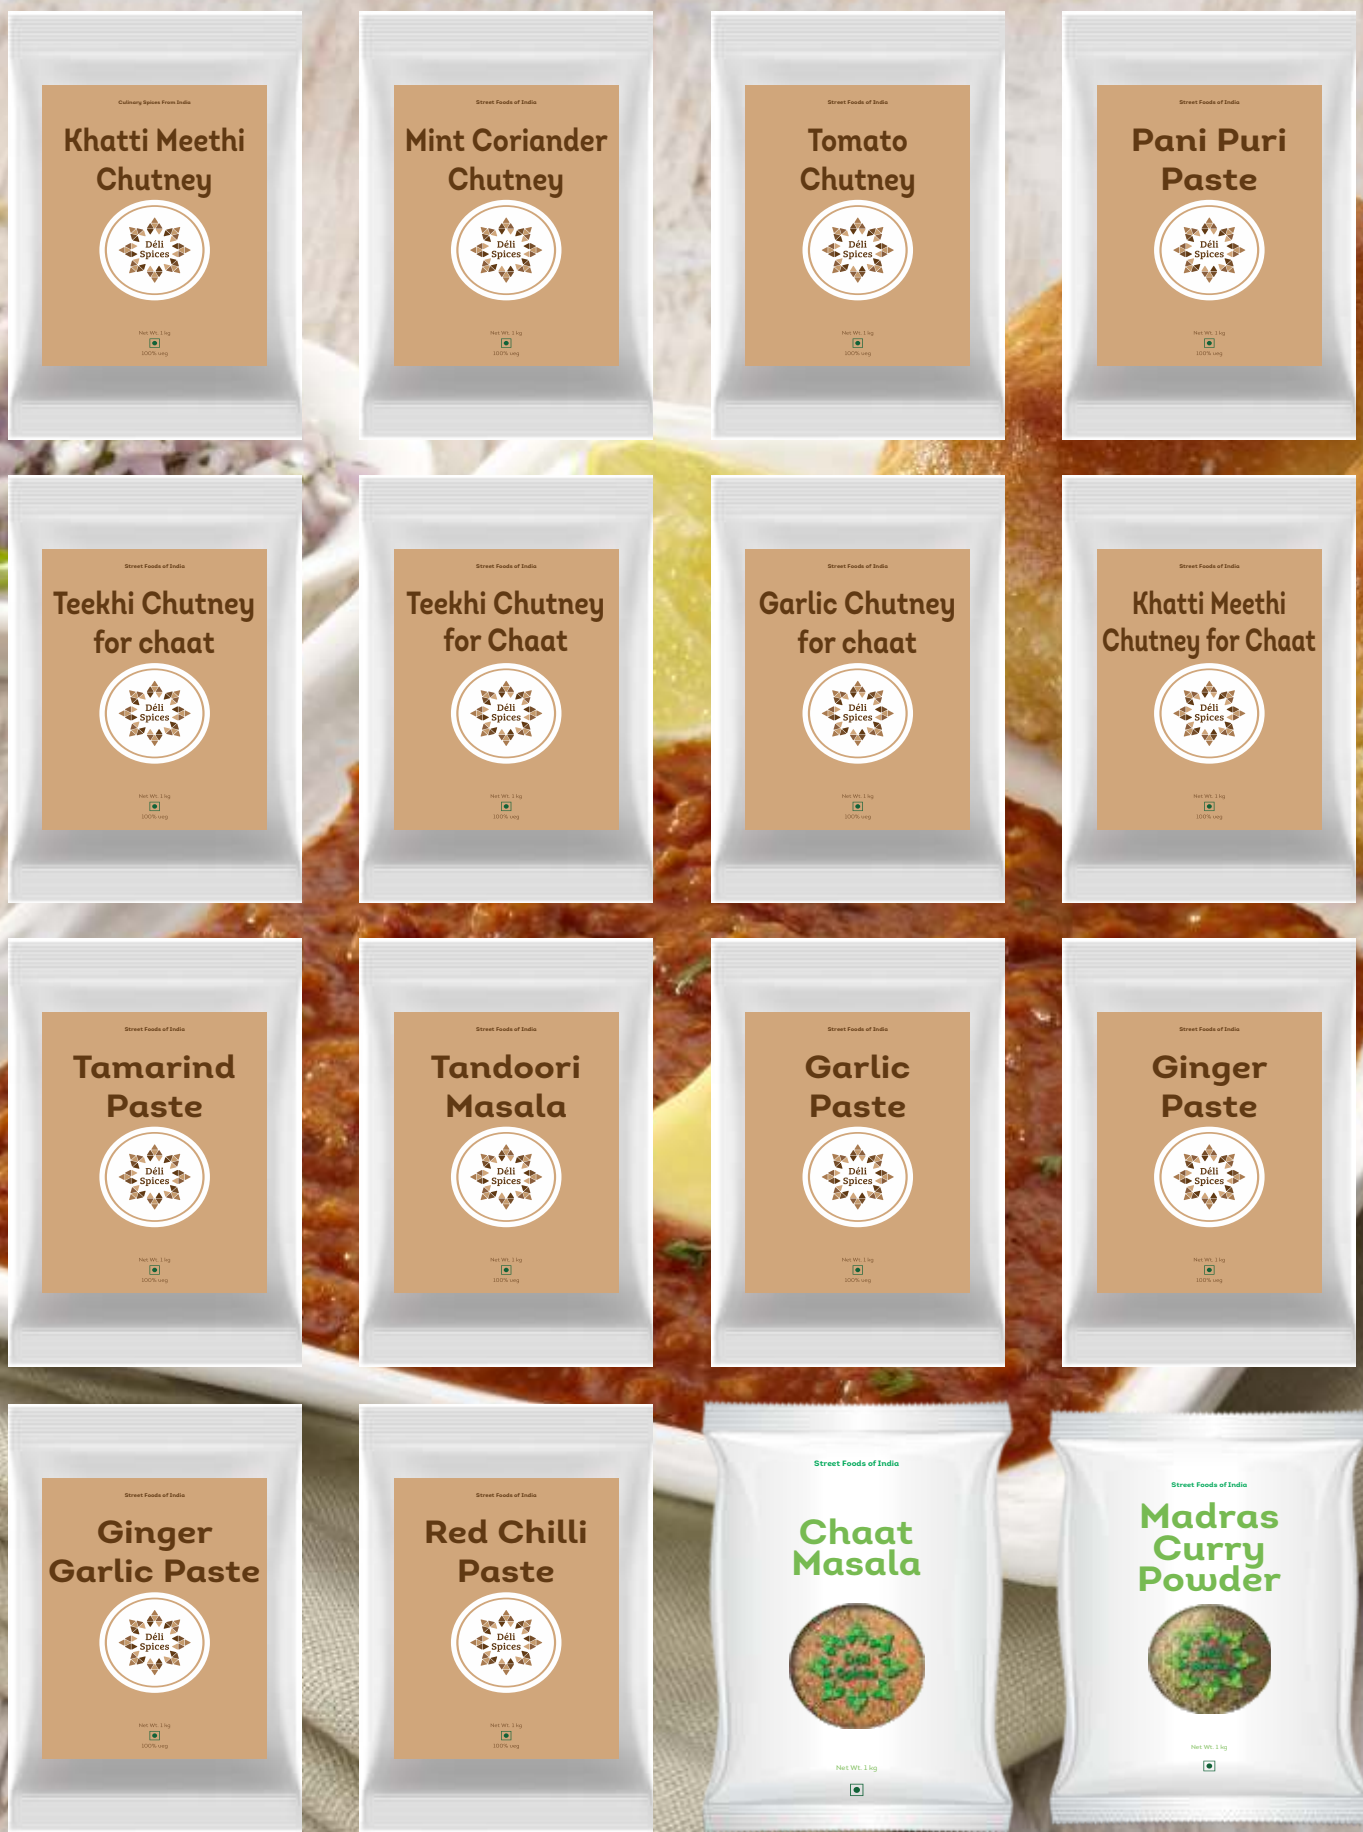 Culinary Spices From India
Khatti Meethi
Chutney
Déli
Spices
Net Wt. 1 kg
100% veg
Street Foods of India
Mint Coriander
Chutney
Déli
Spices
Net Wt. 1 kg
100% veg
Street Foods of India
Tomato
Chutney
Déli
Spices
Net Wt. 1 kg
100% veg
Street Foods of India
Pani Puri
Paste
Déli
Spices
Net Wt. 1 kg
100% veg
Street Foods of India
Teekhi Chutney
for chaat
Déli
Spices
Net Wt. 1 kg
100% veg
Street Foods of India
Teekhi Chutney
for Chaat
Déli
Spices
Net Wt. 1 kg
100% veg
Street Foods of India
Garlic Chutney
for chaat
Déli
Spices
Net Wt. 1 kg
100% veg
Street Foods of India
Khatti Meethi
Chutney for Chaat
Déli
Spices
Net Wt. 1 kg
100% veg
Street Foods of India
Tamarind
Paste
Déli
Spices
Net Wt. 1 kg
100% veg
Street Foods of India
Tandoori
Masala
Déli
Spices
Net Wt. 1 kg
100% veg
Street Foods of India
Garlic
Paste
Déli
Spices
Net Wt. 1 kg
100% veg
Street Foods of India
Ginger
Paste
Déli
Spices
Net Wt. 1 kg
100% veg
Street Foods of India
Ginger
Garlic Paste
Déli
Spices
Net Wt. 1 kg
100% veg
Street Foods of India
Red Chilli
Paste
Déli
Spices
Net Wt. 1 kg
100% veg
Street Foods of India
Chaat
Masala
Déli
Spices
Net Wt. 1 kg
Street Foods of India
Madras
Curry
Powder
Déli
Net Wt. 1 kg